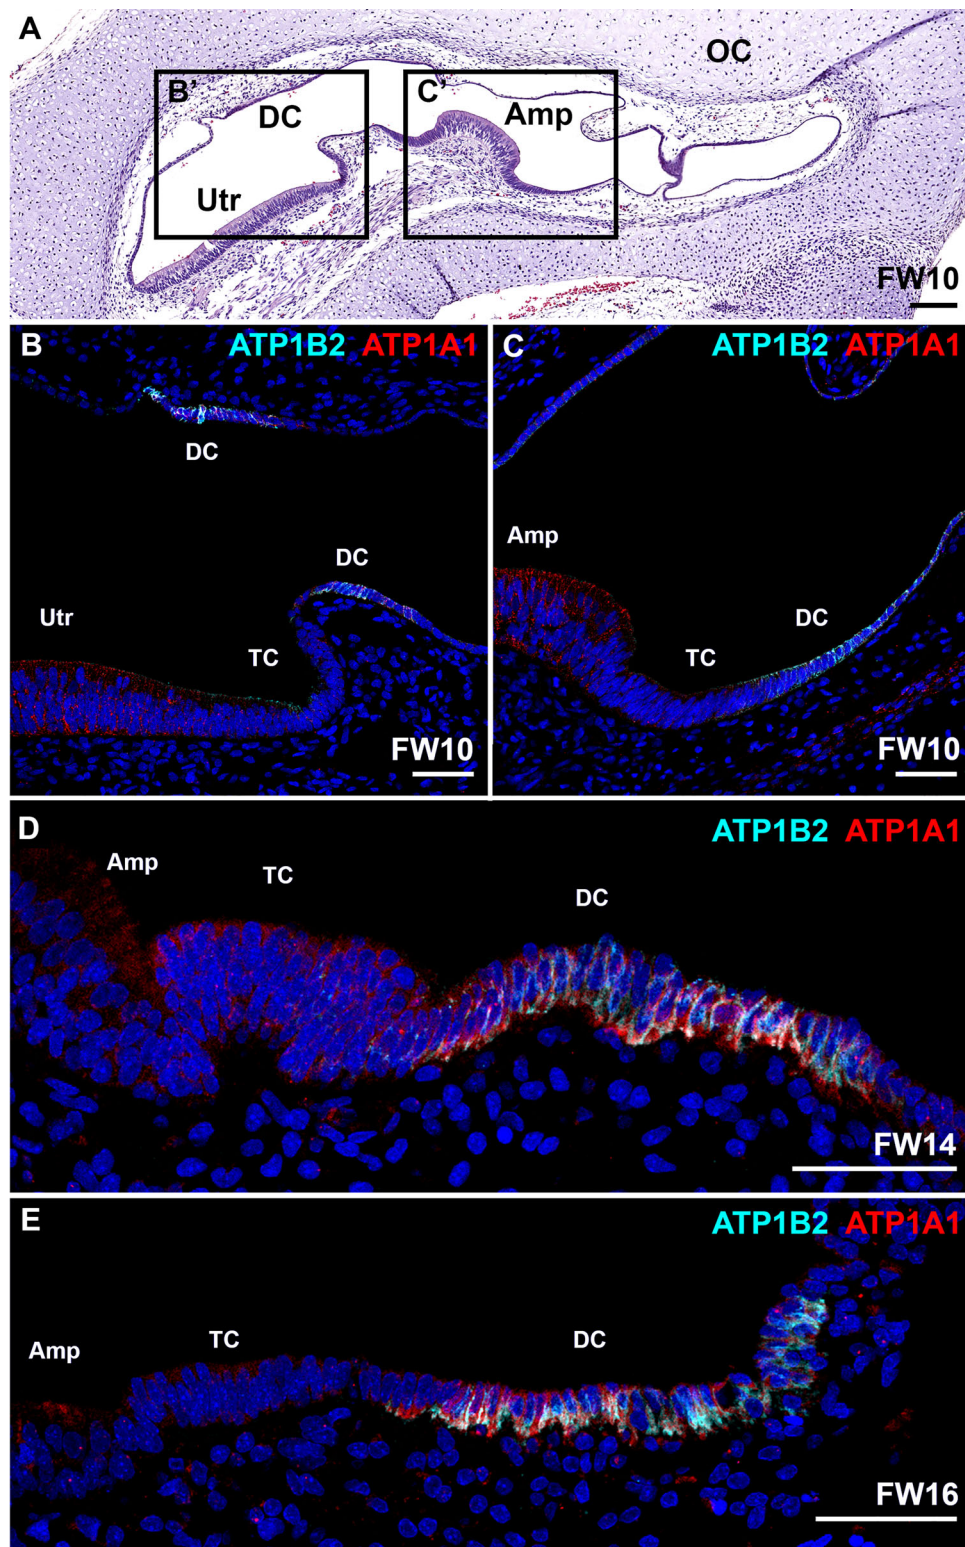 A
OC
B'
C'
DC
Amp
Utr
FW10
B
ATP1B2 ATP1A1
DC
DC
Utr
TC
FW10
C
ATP1B2 ATP1A1
Amp
DC
TC
FW10
D
ATP1B2 ATP1A1
Amp
TC
DC
FW14
E
ATP1B2 ATP1A1
TC
DC
Amp
FW16